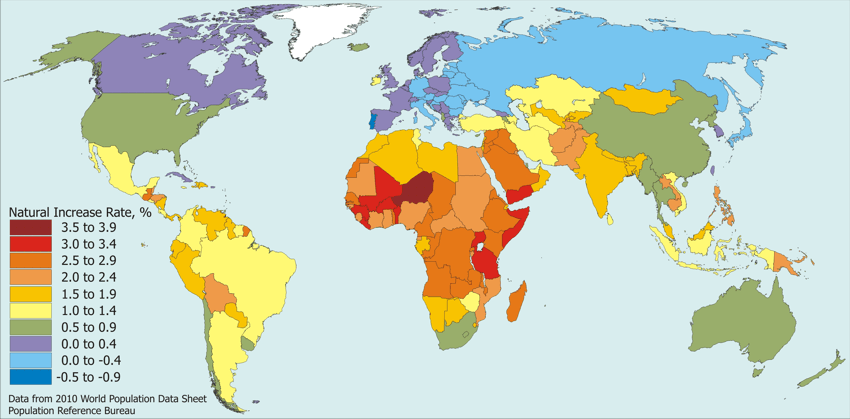 Natural Increase Rate, %
3.5 to 3.9
3.0 to 3.4
2.5 to 2.9
2.0 to 2.4
1.5 to 1.9
1.0 to 1.4
0.5 to 0.9
0.0 to 0.4
0.0 to -0.4
-0.5 to -0.9
Data from 2010 World Population Data Sheet
Population Reference Bureau